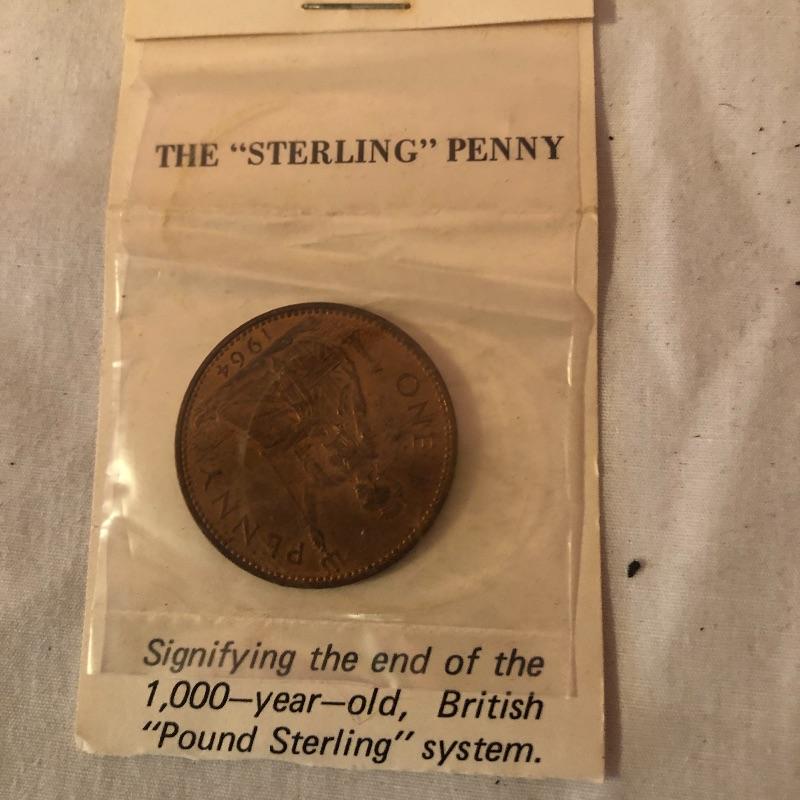 THE “STERLING” PENNY
ONE PENNY
1964
Signifying the end of the
1,000—year—old, British
“Pound Sterling” system.